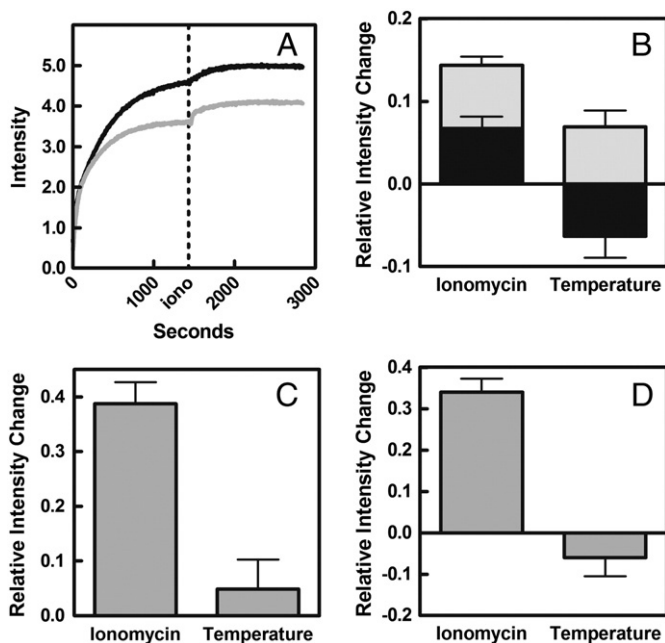 A
Intensity
5.0
4.0
3.0
2.0
1.0
0.0
0
1000
iono
2000
3000
Seconds
B
Relative Intensity Change
0.2
0.1
0.0
-0.1
Ionomycin Temperature
C
Relative Intensity Change
0.4
0.3
0.2
0.1
0.0
Ionomycin Temperature
D
Relative Intensity Change
0.4
0.3
0.2
0.1
0.0
-0.1
-0.2
Ionomycin Temperature